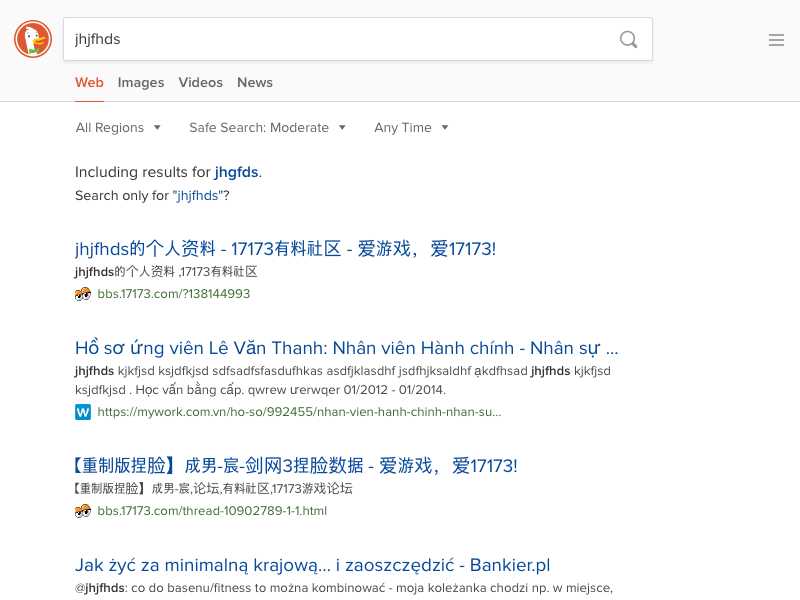 jhjfhds
Web Images Videos News
All Regions Safe Search: Moderate Any Time
Including results for jhgfds.
Search only for "jhjfhds"?
jhjfhds的个人资料 - 17173有料社区 - 爱游戏，爱17173!
jhjfhds的个人资料 ,17173有料社区
bbs.17173.com/?138144993
Hồ sơ ứng viên Lê Văn Thanh: Nhân viên Hành chính - Nhân sự ...
jhjfhds kjkfjsd ksjdfkjsd sdfsadfsfasdufhkas asdfjklasdhf jsdfhjksaldhf ạkdfhsad jhjfhds kjkfjsd
ksjdfkjsd . Học vấn bằng cấp. qwrew ưerwqer 01/2012 - 01/2014.
W https://mywork.com.vn/ho-so/992455/nhan-vien-hanh-chinh-nhan-su...
【重制版捏脸】成男-宸-剑网3捏脸数据 - 爱游戏，爱17173!
【重制版捏脸】成男-宸,论坛,有料社区,17173游戏论坛
bbs.17173.com/thread-10902789-1-1.html
Jak żyć za minimalną krajową... i zaoszczędzić - Bankier.pl
@jhjfhds: co do basenu/fitness to można kombinować - moja koleżanka chodzi np. w miejsce,